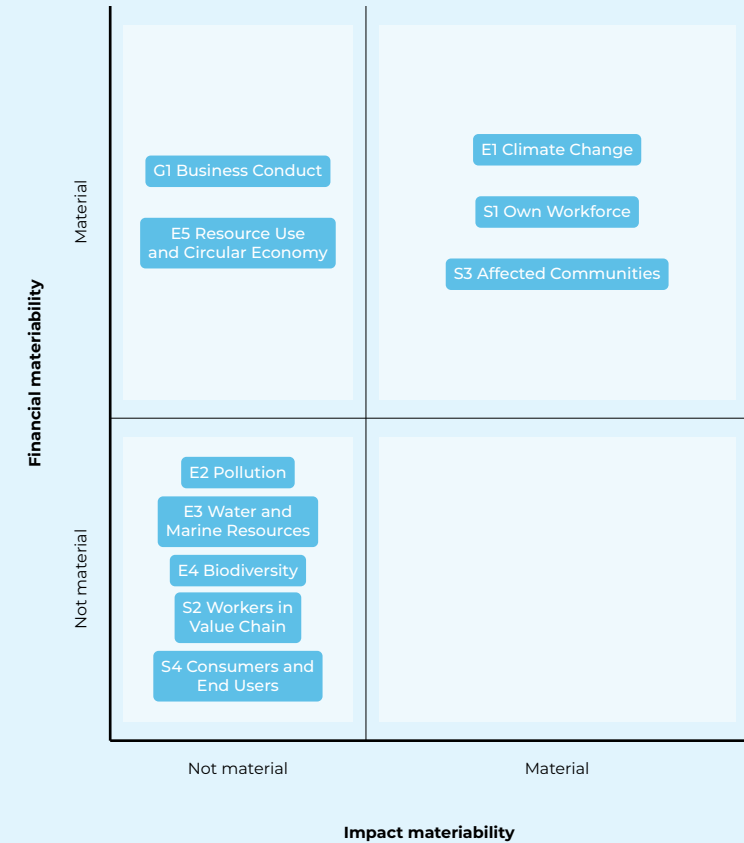 Financial materiability
Material
Not material
G1 Business Conduct
E5 Resource Use
and Circular Economy
E1 Climate Change
S1 Own Workforce
S3 Affected Communities
E2 Pollution
E3 Water and
Marine Resources
E4 Biodiversity
S2 Workers in
Value Chain
S4 Consumers and
End Users
Not material
Material
Impact materiability